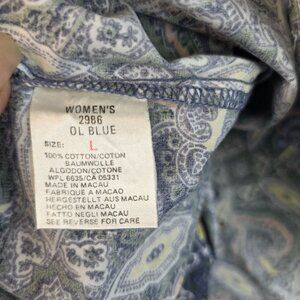 WOMEN'S
2986
OL BLUE
SIZE: L
100% COTTON/COTON
BAUMWOLLE
ALGODON/COTONE
WPL 6635/CA 05331
MADE IN MACAU
FABRIQUE A MACAO
HERGESTELLT AUS MACAU
HECHO EN MACAU
FATTO NEGLI MACAU
SEE REVERSE FOR CARE